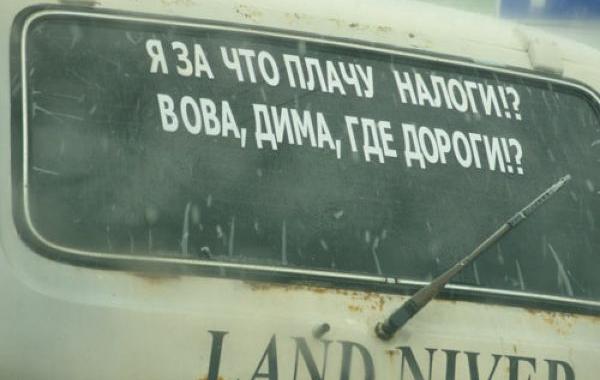 Я ЗА ЧТО ПЛАЧУ НАЛОГИ!?
ВОВА, ДИМА, ГДЕ ДОРОГИ!?
LAND NIVER